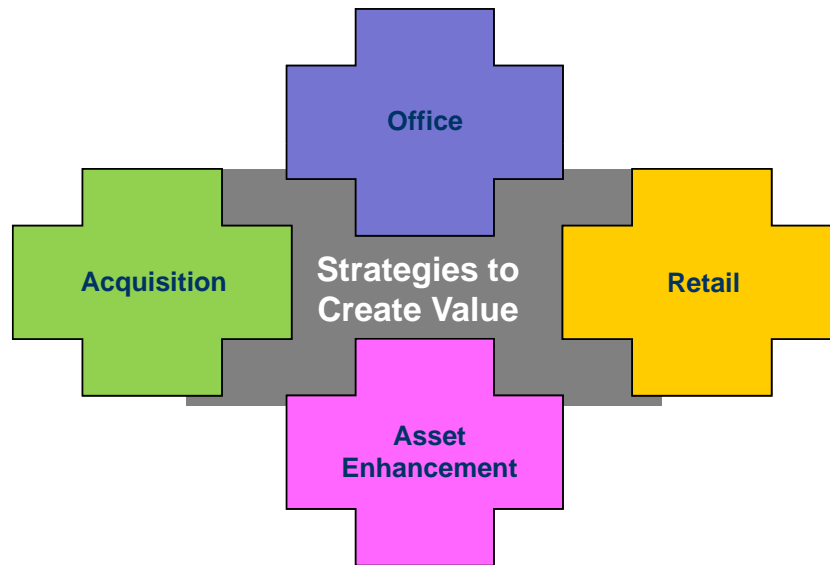 Office
Acquisition
Strategies to
Create Value
Retail
Asset
Enhancement